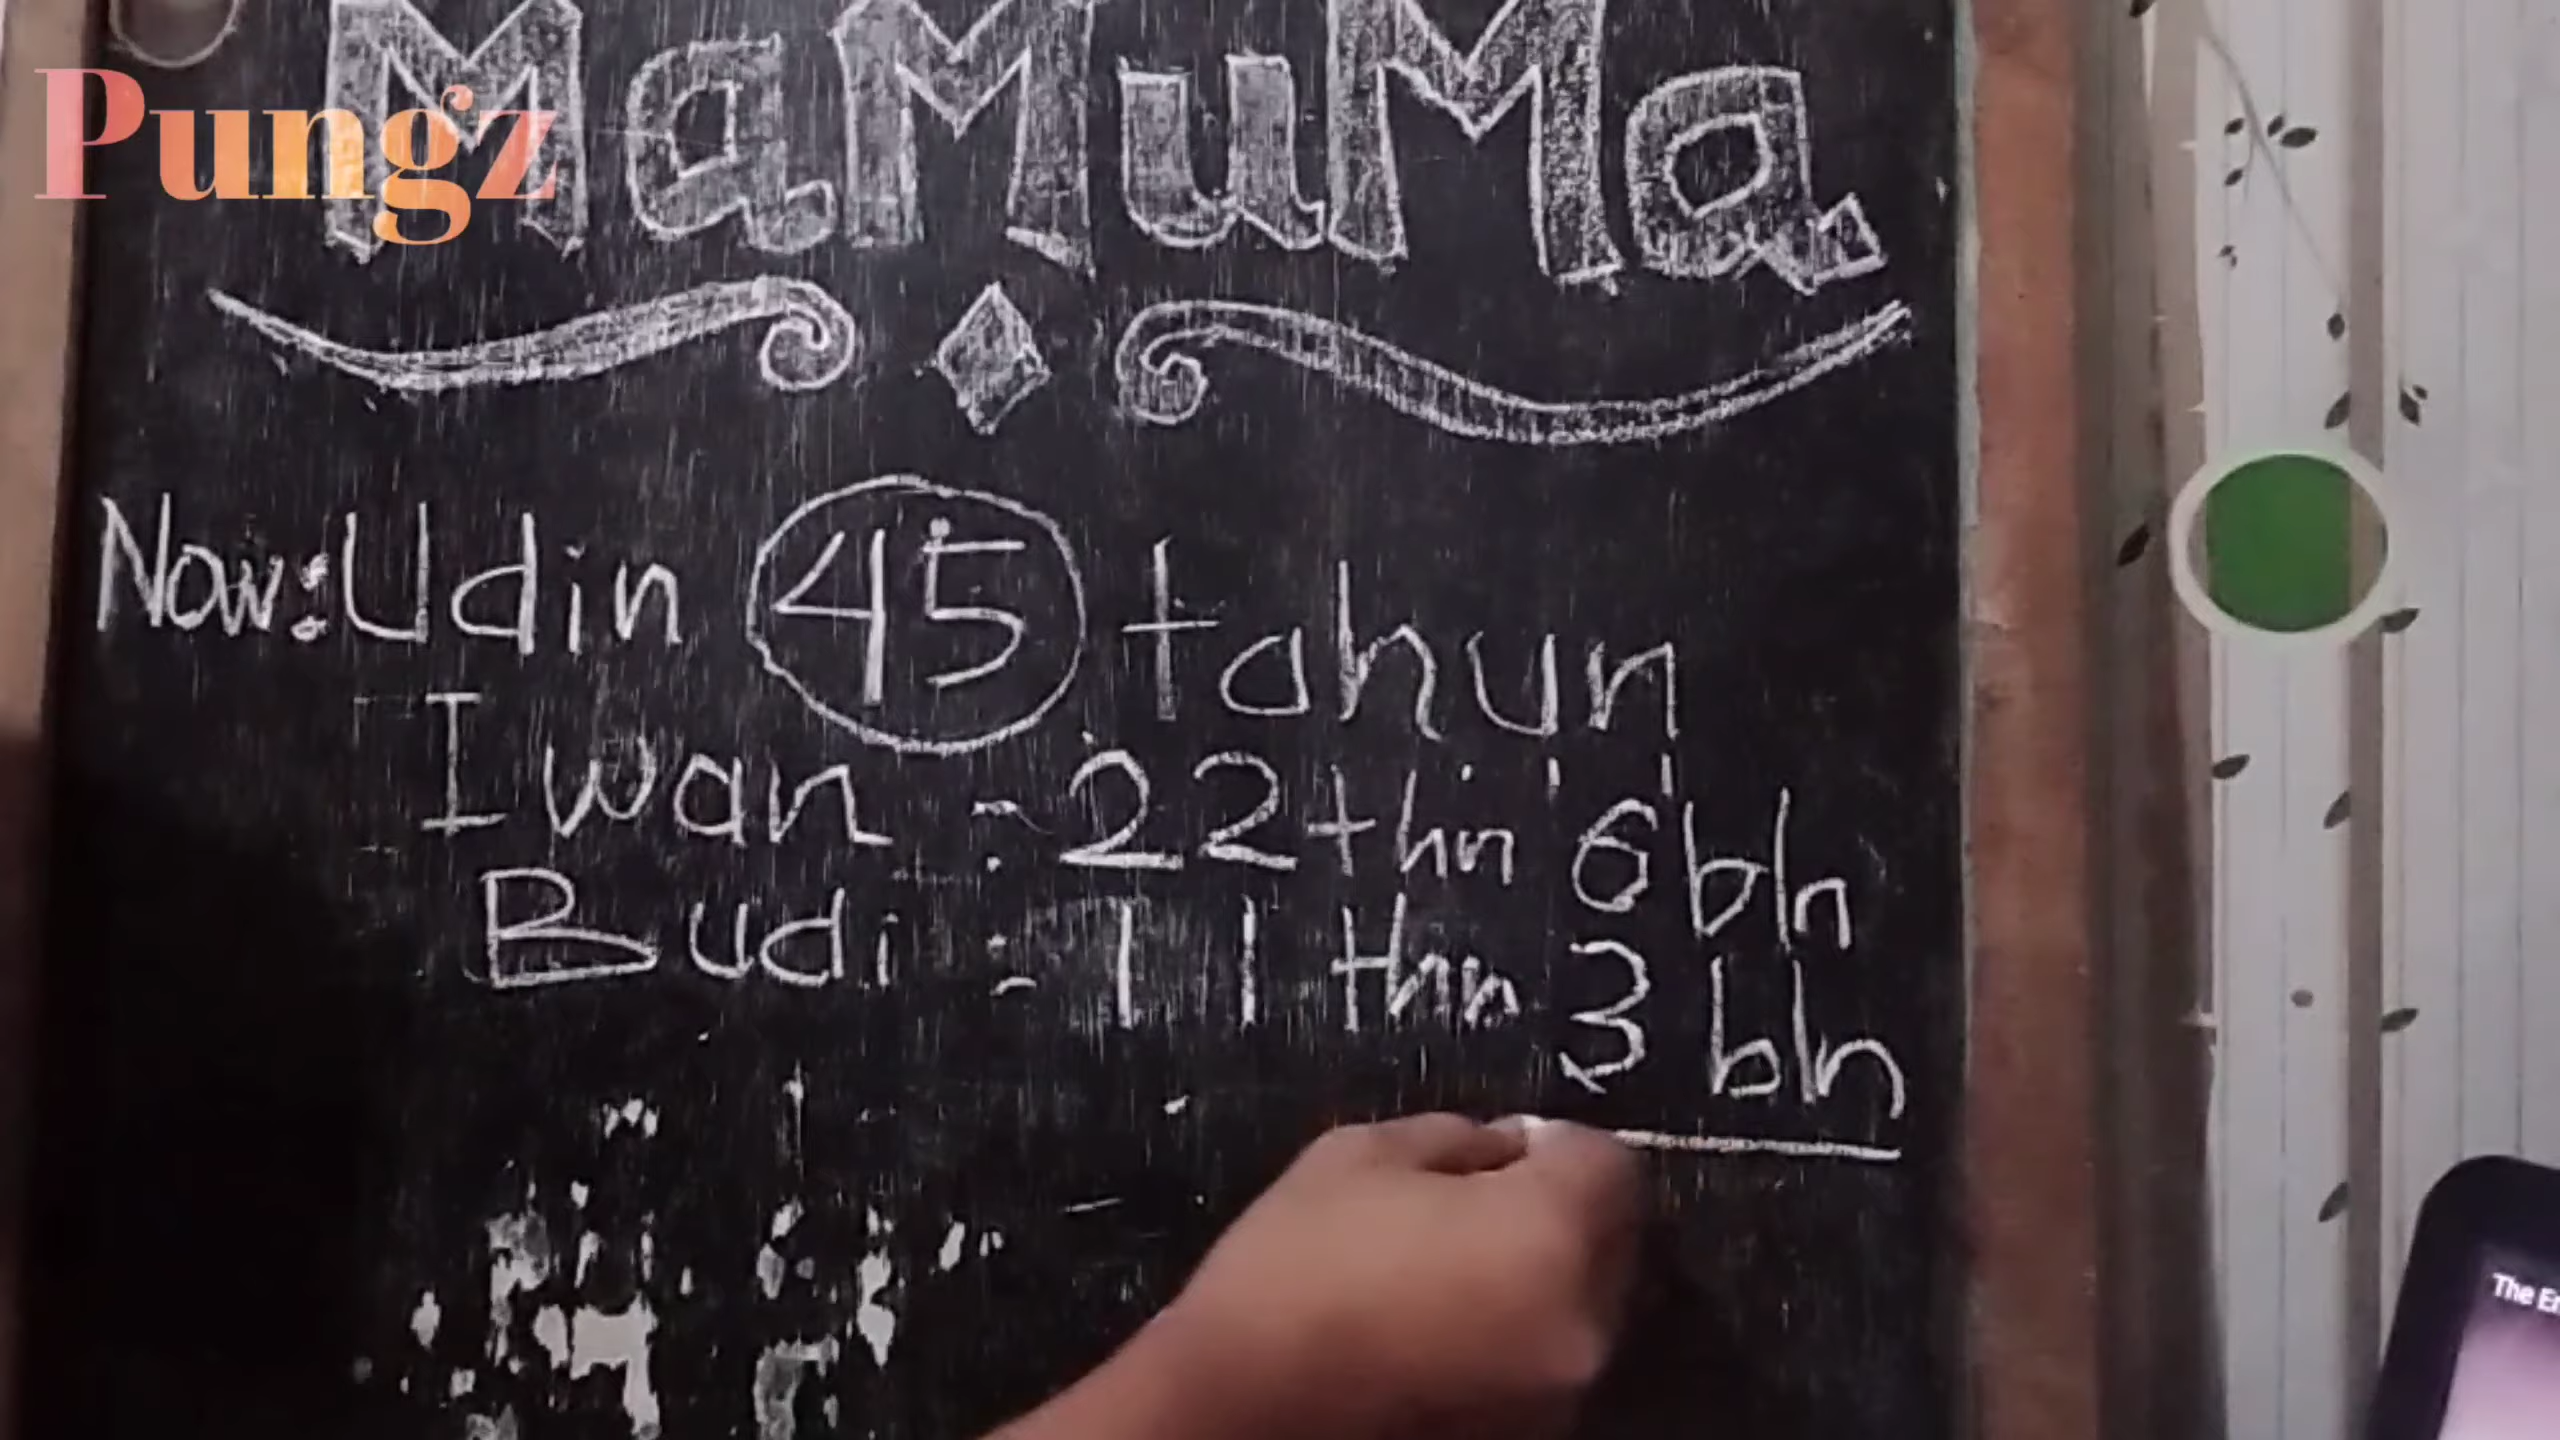 MaMuMa
Pungz
Now: Udin 45 tahun
Iwan : 22 thn 6 bln
Budi : 11 thn 3 bln